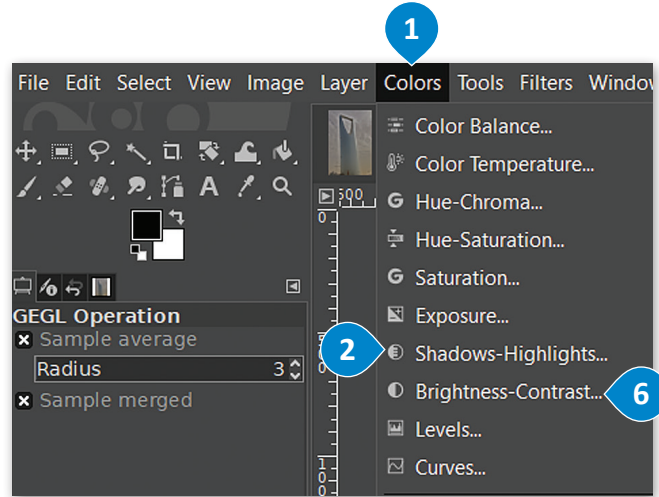 1
File Edit Select View Image Layer Colors Tools Filters Window
Color Balance...
Color Temperature...
Hue-Chroma...
Hue-Saturation...
Saturation...
Exposure...
2
Shadows-Highlights...
Brightness-Contrast...
6
Levels...
Curves...
GEGL Operation
Sample average
Radius 3
Sample merged
500
0